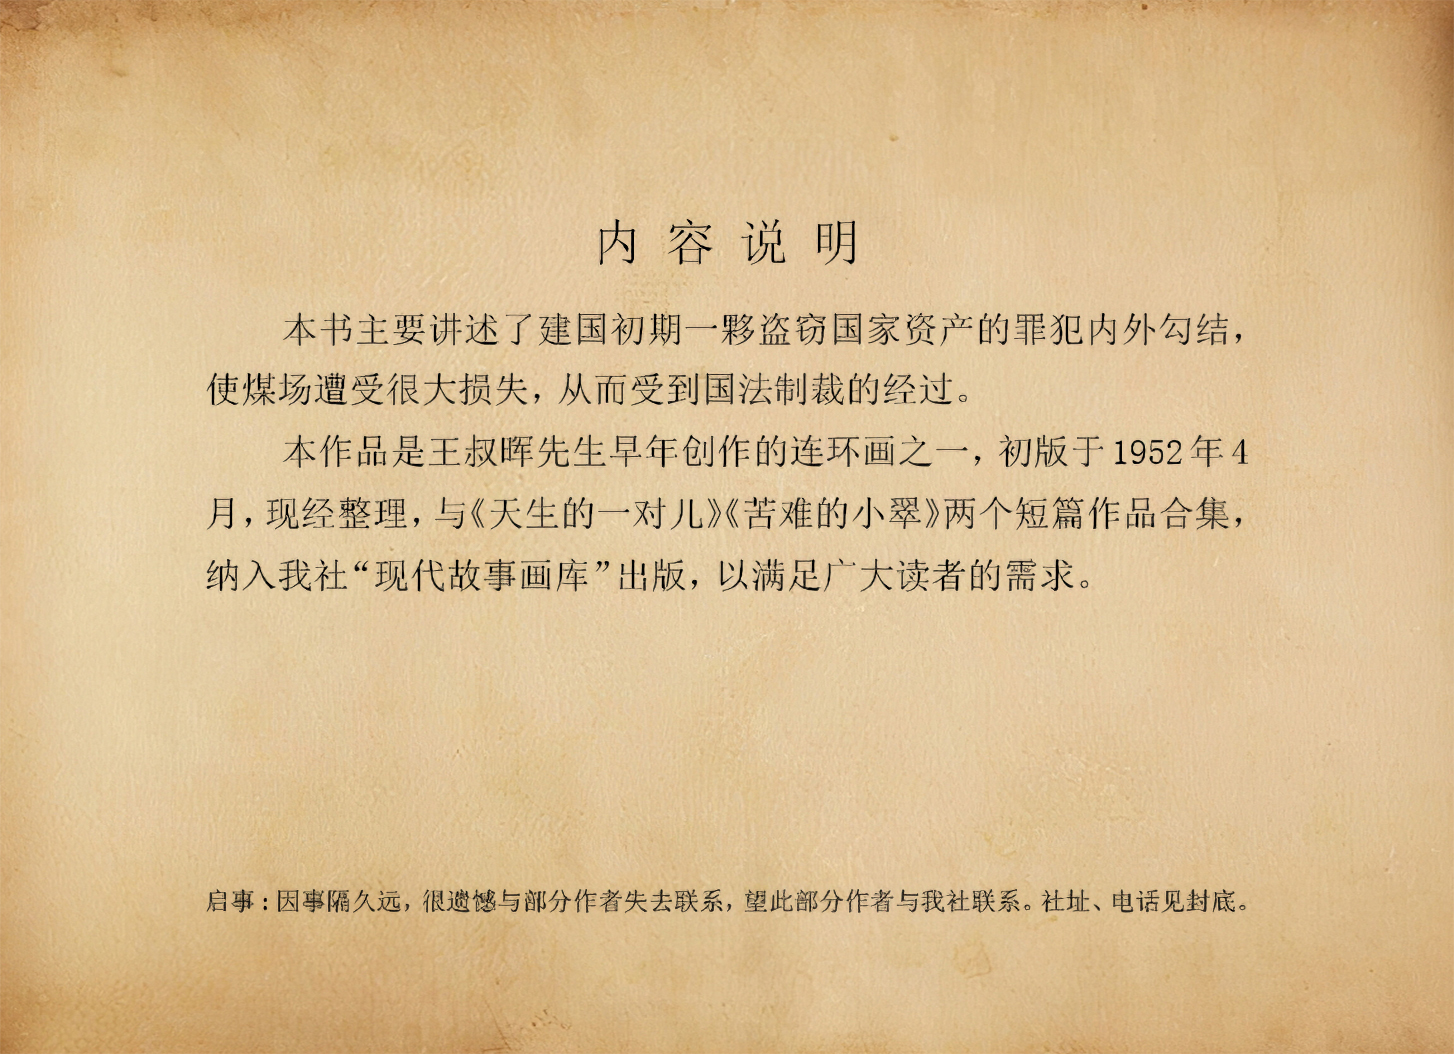 内容说明
本书主要讲述了建国初期一夥盗窃国家资产的罪犯内外勾结，
使煤场遭受很大损失，从而受到国法制裁的经过。
本作品是王叔晖先生早年创作的连环画之一，初版于1952年4
月，现经整理，与《天生的一对儿》《苦难的小翠》两个短篇作品合集，
纳入我社“现代故事画库”出版，以满足广大读者的需求。
启事：因事隔久远，很遗憾与部分作者失去联系，望此部分作者与我社联系。社址、电话见封底。